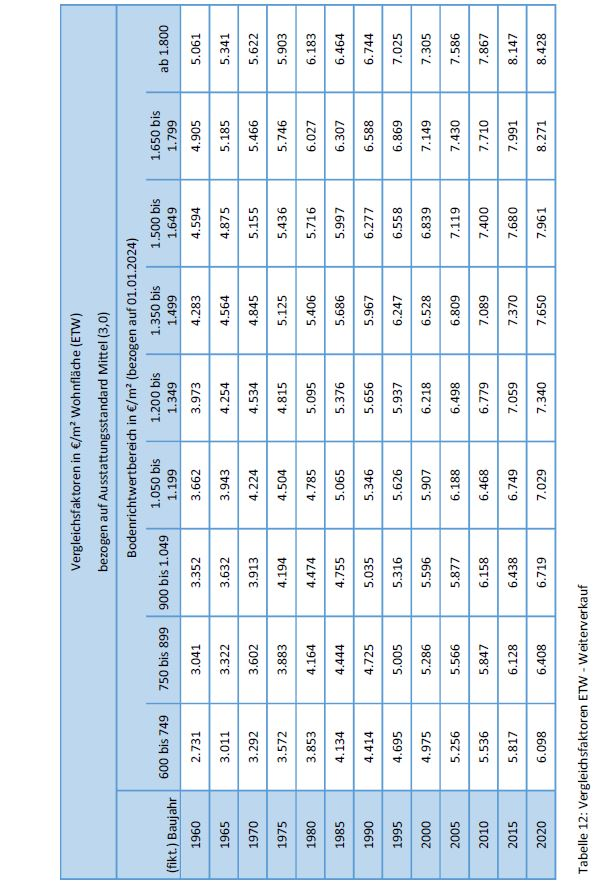 Vergleichsfaktoren in €/m² Wohnfläche (ETW)
bezogen auf Ausstattungsstandard Mittel (3,0)
Bodenrichtwertbereich in €/m² (bezogen auf 01.01.2024)
(fikt.) Baujahr 600 bis 749 750 bis 899 900 bis 1.049 1.050 bis 1.199 1.200 bis 1.349 1.350 bis 1.499 1.500 bis 1.649 1.650 bis 1.799 ab 1.800
1960 2.731 3.041 3.352 3.662 3.973 4.283 4.594 4.905 5.061
1965 3.011 3.322 3.632 3.943 4.254 4.564 4.875 5.185 5.341
1970 3.292 3.602 3.913 4.224 4.534 4.845 5.155 5.466 5.622
1975 3.572 3.883 4.194 4.504 4.815 5.125 5.436 5.746 5.903
1980 3.853 4.164 4.474 4.785 5.095 5.406 5.716 6.027 6.183
1985 4.134 4.444 4.755 5.065 5.376 5.686 5.997 6.307 6.464
1990 4.414 4.725 5.035 5.346 5.656 5.967 6.277 6.588 6.744
1995 4.695 5.005 5.316 5.626 5.937 6.247 6.558 6.869 7.025
2000 4.975 5.286 5.596 5.907 6.218 6.528 6.839 7.149 7.305
2005 5.256 5.566 5.877 6.188 6.498 6.809 7.119 7.430 7.586
2010 5.536 5.847 6.158 6.468 6.779 7.089 7.400 7.710 7.867
2015 5.817 6.128 6.438 6.749 7.059 7.370 7.680 7.991 8.147
2020 6.098 6.408 6.719 7.029 7.340 7.650 7.961 8.271 8.428
Tabelle 12: Vergleichsfaktoren ETW - Weiterverkauf